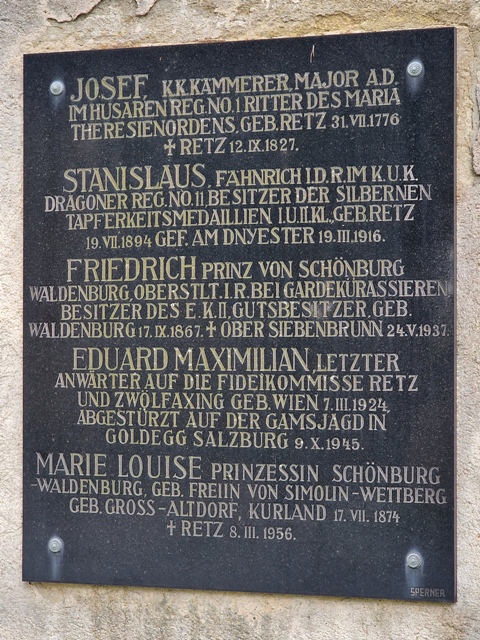 JOSEF, K.K.KÄMMERER, MAJOR A.D.
IM HUSAREN REG. NO. 1 RITTER DES MARIA
THERESIENORDENS, GEB. RETZ 31. VII. 1776
✝ RETZ 12. IX. 1827.
STANISLAUS, FÄHNRICH I.D.R. IM K.U.K.
DRAGONER REG. NO. 11, BESITZER DER SILBERNEN
TAPFERKEITSMEDAILLEN I.U.II.KL., GEB. RETZ
19. VII. 1894 GEF. AM DNYESTER 19. III. 1916.
FRIEDRICH PRINZ VON SCHÖNBURG
WALDENBURG, OBERSTLT. I.R. BEI GARDEKÜRASSIEREN,
BESITZER DES E.K.II, GUTSBESITZER, GEB.
WALDENBURG 17. IX. 1867. ✝ OBER SIEBENBRUNN 24. V. 1937.
EDUARD MAXIMILIAN, LETZTER
ANWÄRTER AUF DIE FIDEIKOMMISSE RETZ
UND ZWÖLFAXING GEB. WIEN 7. III. 1924,
ABGESTÜRZT AUF DER GAMSJAGD IN
GOLDEGG SALZBURG 9. X. 1945.
MARIE LOUISE PRINZESSIN SCHÖNBURG
-WALDENBURG, GEB. FREIIN VON SIMOLIN-WETTBERG
GEB. GROSS-ALTDORF, KURLAND 17. VII. 1874
✝ RETZ 8. III. 1956.
SPERNER